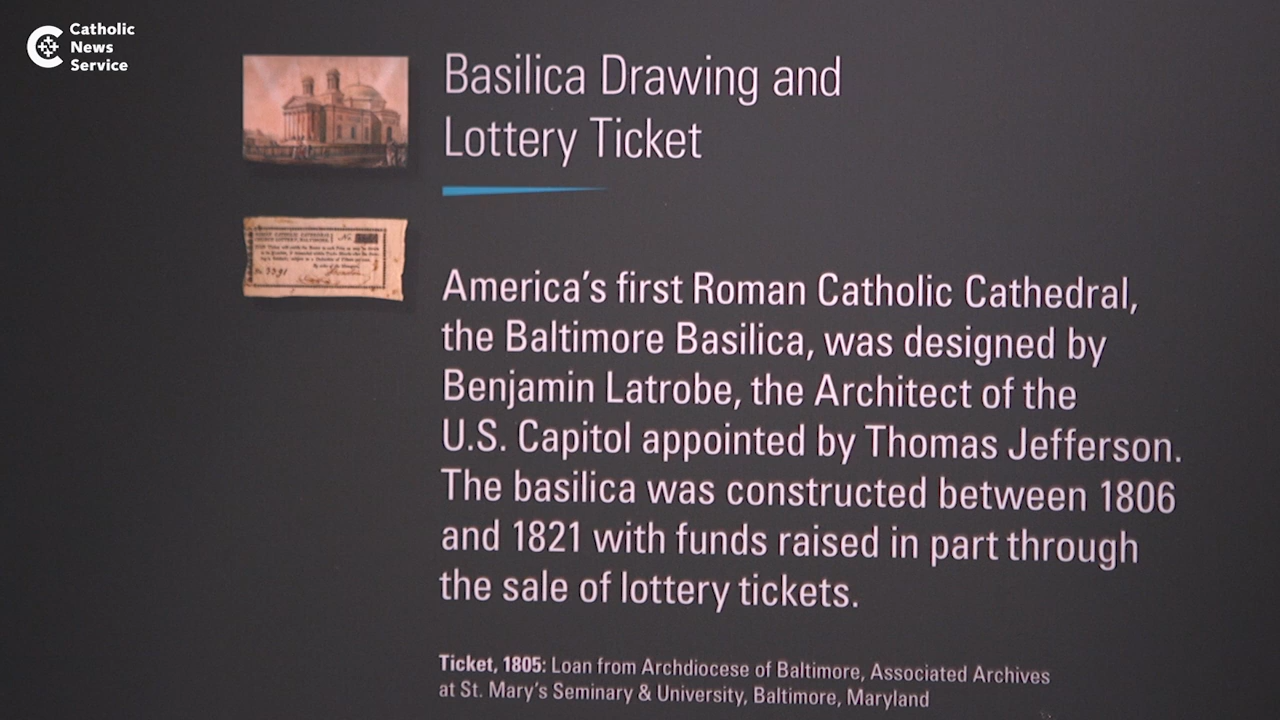 Catholic
News
Service
Basilica Drawing and
Lottery Ticket
America's first Roman Catholic Cathedral,
the Baltimore Basilica, was designed by
Benjamin Latrobe, the Architect of the
U.S. Capitol appointed by Thomas Jefferson.
The basilica was constructed between 1806
and 1821 with funds raised in part through
the sale of lottery tickets.
Ticket, 1805: Loan from Archdiocese of Baltimore, Associated Archives
at St. Mary's Seminary & University, Baltimore, Maryland